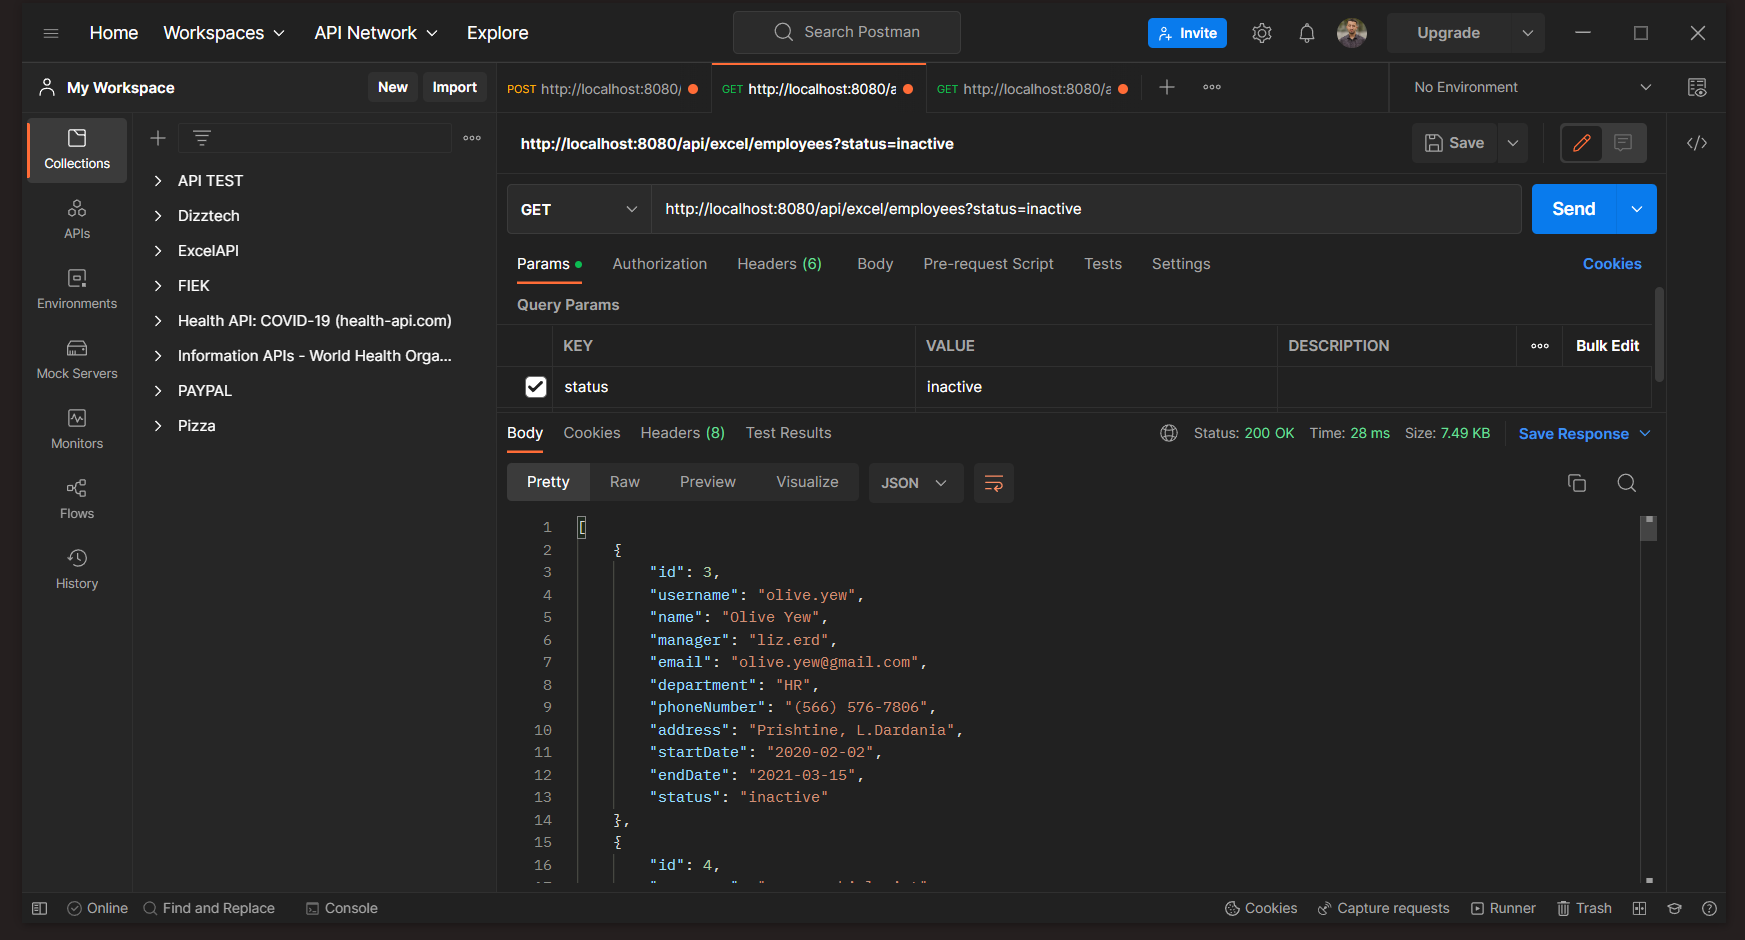 Home Workspaces API Network Explore Search Postman Invite Upgrade
My Workspace New Import
POST http://localhost:8080/ GET http://localhost:8080/a GET http://localhost:8080/a No Environment
http://localhost:8080/api/excel/employees?status=inactive Save
Collections
APIs
Environments
Mock Servers
Monitors
Flows
History
API TEST
Dizztech
ExcelAPI
FIEK
Health API: COVID-19 (health-api.com)
Information APIs - World Health Orga...
PAYPAL
Pizza
GET http://localhost:8080/api/excel/employees?status=inactive Send
Params Authorization Headers (6) Body Pre-request Script Tests Settings Cookies
Query Params
KEY VALUE DESCRIPTION Bulk Edit
status inactive
Body Cookies Headers (8) Test Results Status: 200 OK Time: 28 ms Size: 7.49 KB Save Response
Pretty Raw Preview Visualize JSON
1 [
2 {
3 "id": 3,
4 "username": "olive.yew",
5 "name": "Olive Yew",
6 "manager": "liz.erd",
7 "email": "olive.yew@gmail.com",
8 "department": "HR",
9 "phoneNumber": "(566) 576-7806",
10 "address": "Prishtine, L.Dardania",
11 "startDate": "2020-02-02",
12 "endDate": "2021-03-15",
13 "status": "inactive"
14 },
15 {
16 "id": 4,
Online Find and Replace Console Cookies Capture requests Runner Trash